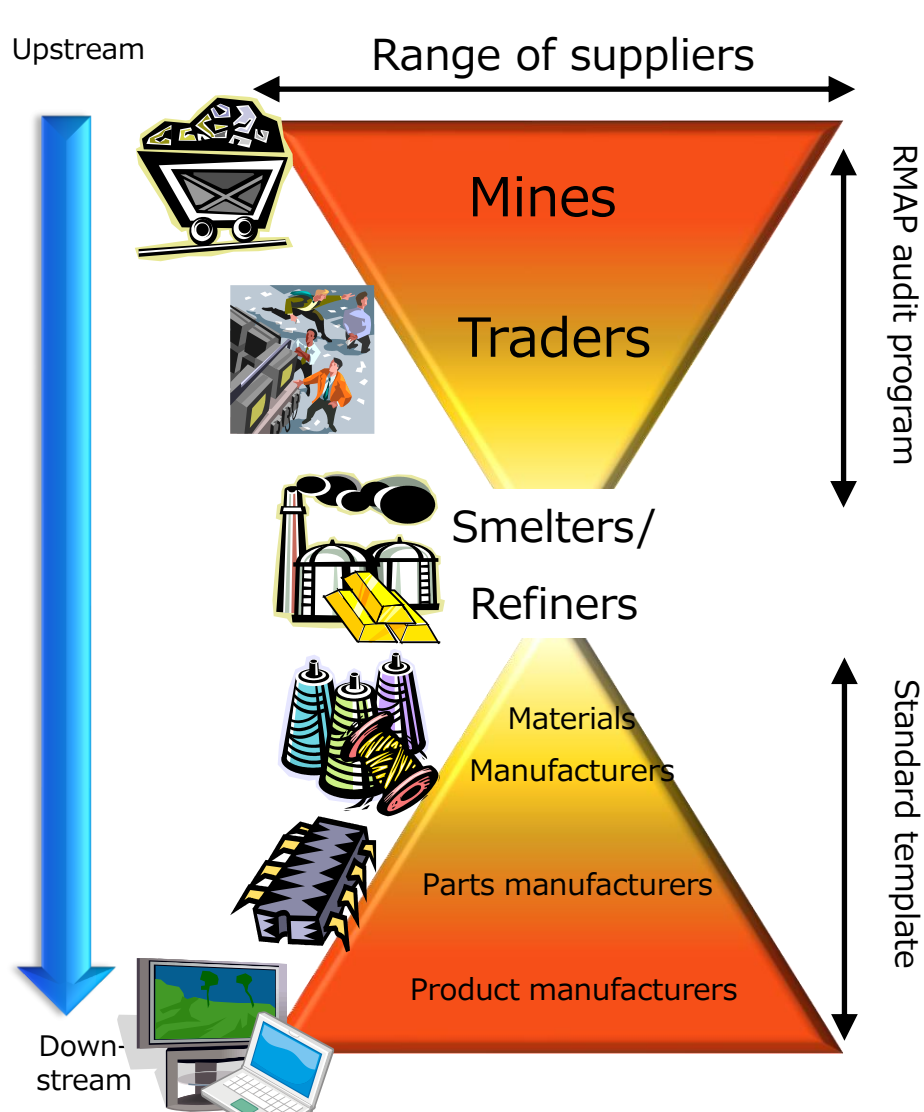 Upstream
Range of suppliers
Mines
Traders
RMAP audit program
Smelters/
Refiners
Materials
Manufacturers
Parts manufacturers
Product manufacturers
Standard template
Down-
stream